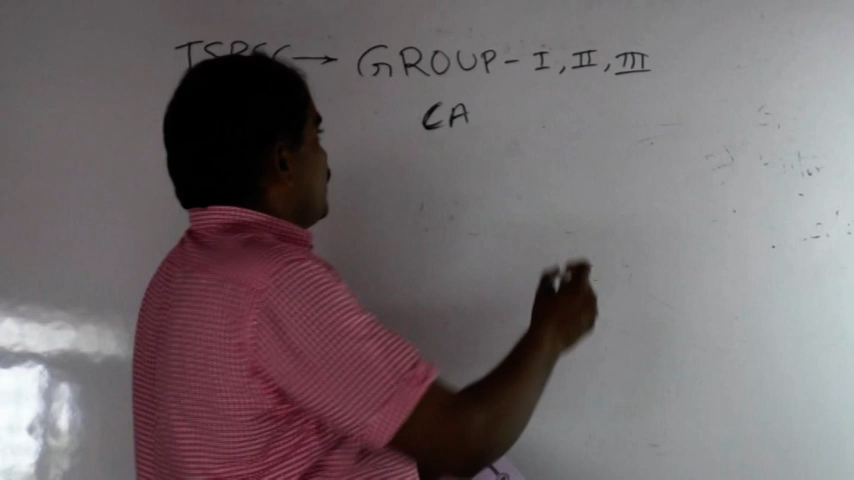 TSPSC → GROUP - I, II, III
CA